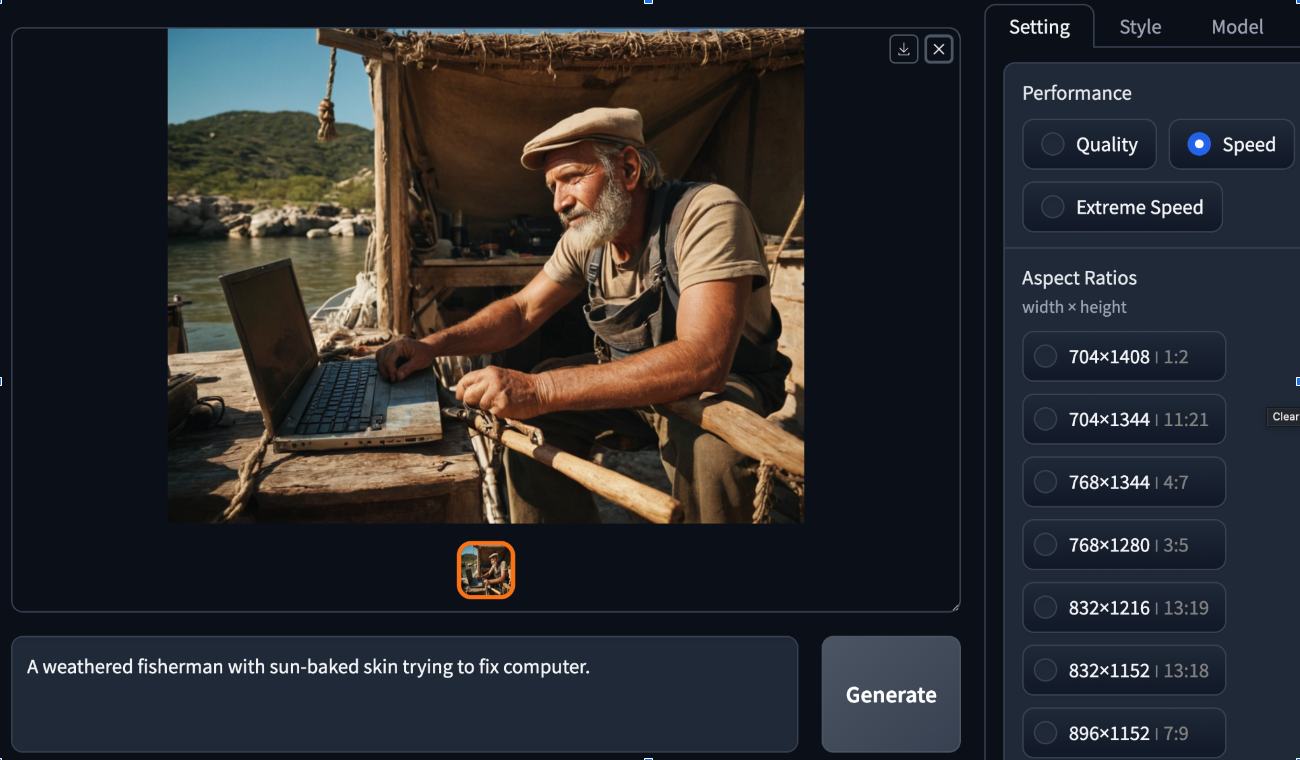 Setting
Style
Model
Performance
Quality
Speed
Extreme Speed
Aspect Ratios
width × height
704×1408 | 1:2
704×1344 | 11:21
768×1344 | 4:7
768×1280 | 3:5
832×1216 | 13:19
832×1152 | 13:18
896×1152 | 7:9
Clear
A weathered fisherman with sun-baked skin trying to fix computer.
Generate